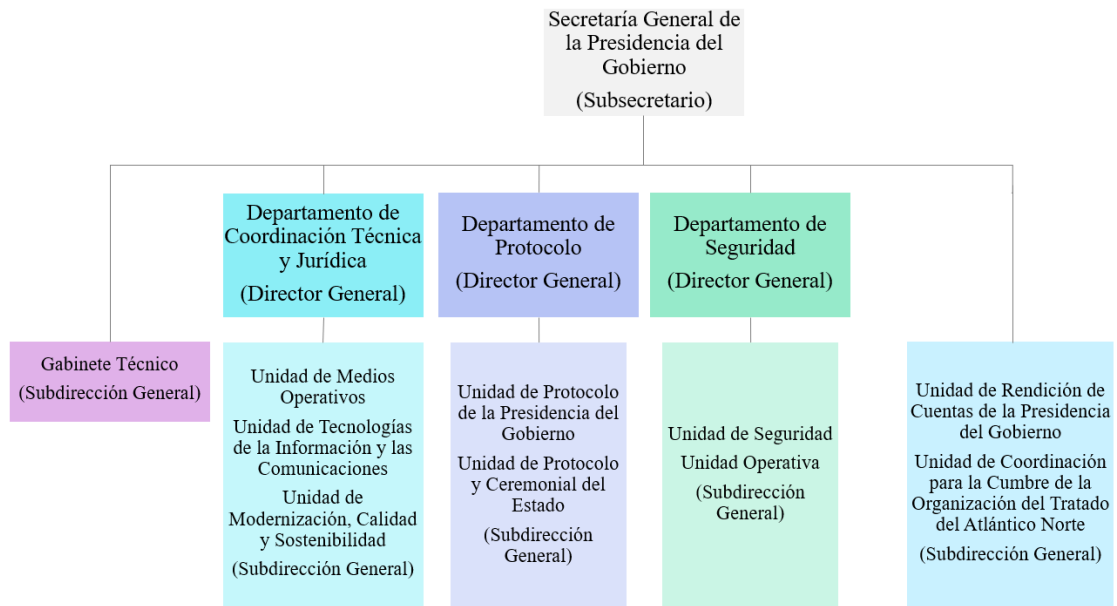 Secretaría General de
la Presidencia del
Gobierno
(Subsecretario)
Departamento de
Coordinación Técnica
y Jurídica
(Director General)
Departamento de
Protocolo
(Director General)
Departamento de
Seguridad
(Director General)
Gabinete Técnico
(Subdirección General)
Unidad de Medios
Operativos
Unidad de Tecnologías
de la Información y las
Comunicaciones
Unidad de
Modernización, Calidad
y Sostenibilidad
(Subdirección General)
Unidad de Protocolo
de la Presidencia del
Gobierno
Unidad de Protocolo
y Ceremonial del
Estado
(Subdirección
General)
Unidad de Seguridad
Unidad Operativa
(Subdirección
General)
Unidad de Rendición de
Cuentas de la Presidencia
del Gobierno
Unidad de Coordinación
para la Cumbre de la
Organización del Tratado
del Atlántico Norte
(Subdirección General)